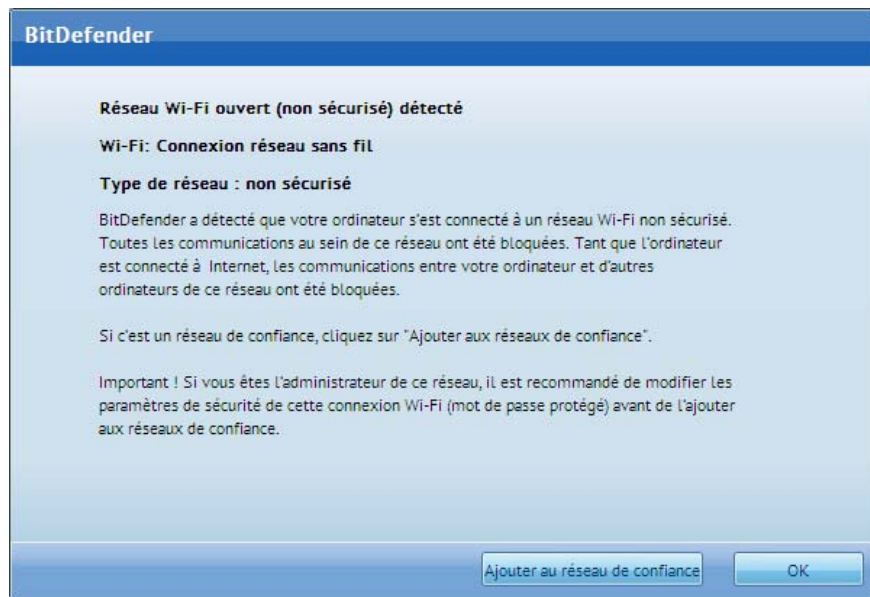 BitDefender
Réseau Wi-Fi ouvert (non sécurisé) détecté
Wi-Fi: Connexion réseau sans fil
Type de réseau : non sécurisé
BitDefender a détecté que votre ordinateur s'est connecté à un réseau Wi-Fi non sécurisé.
Toutes les communications au sein de ce réseau ont été bloquées. Tant que l'ordinateur
est connecté à Internet, les communications entre votre ordinateur et d'autres
ordinateurs de ce réseau ont été bloquées.
Si c'est un réseau de confiance, cliquez sur "Ajouter aux réseaux de confiance".
Important ! Si vous êtes l'administrateur de ce réseau, il est recommandé de modifier les
paramètres de sécurité de cette connexion Wi-Fi (mot de passe protégé) avant de l'ajouter
aux réseaux de confiance.
Ajouter au réseau de confiance
OK